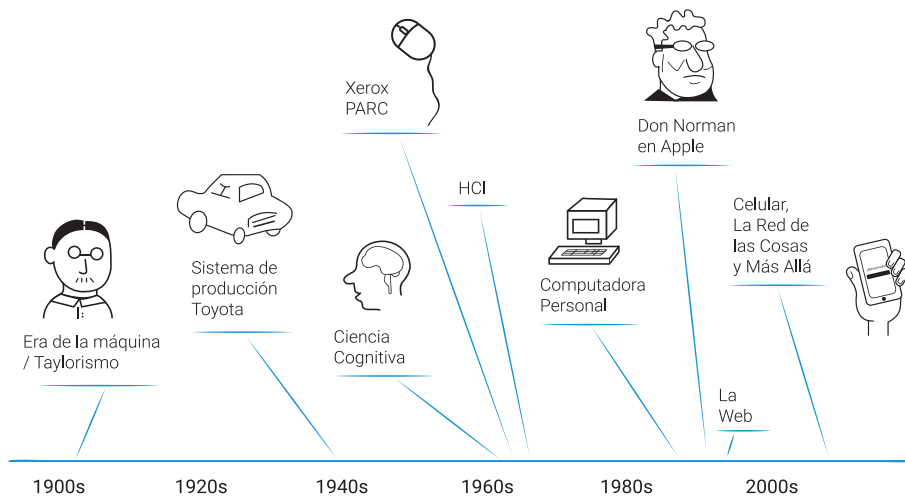 Xerox
PARC
Don Norman
en Apple
HCI
Celular,
La Red de
las Cosas
y Más Allá
Sistema de
producción
Toyota
Computadora
Personal
Era de la máquina
/ Taylorismo
Ciencia
Cognitiva
La
Web
1900s
1920s
1940s
1960s
1980s
2000s